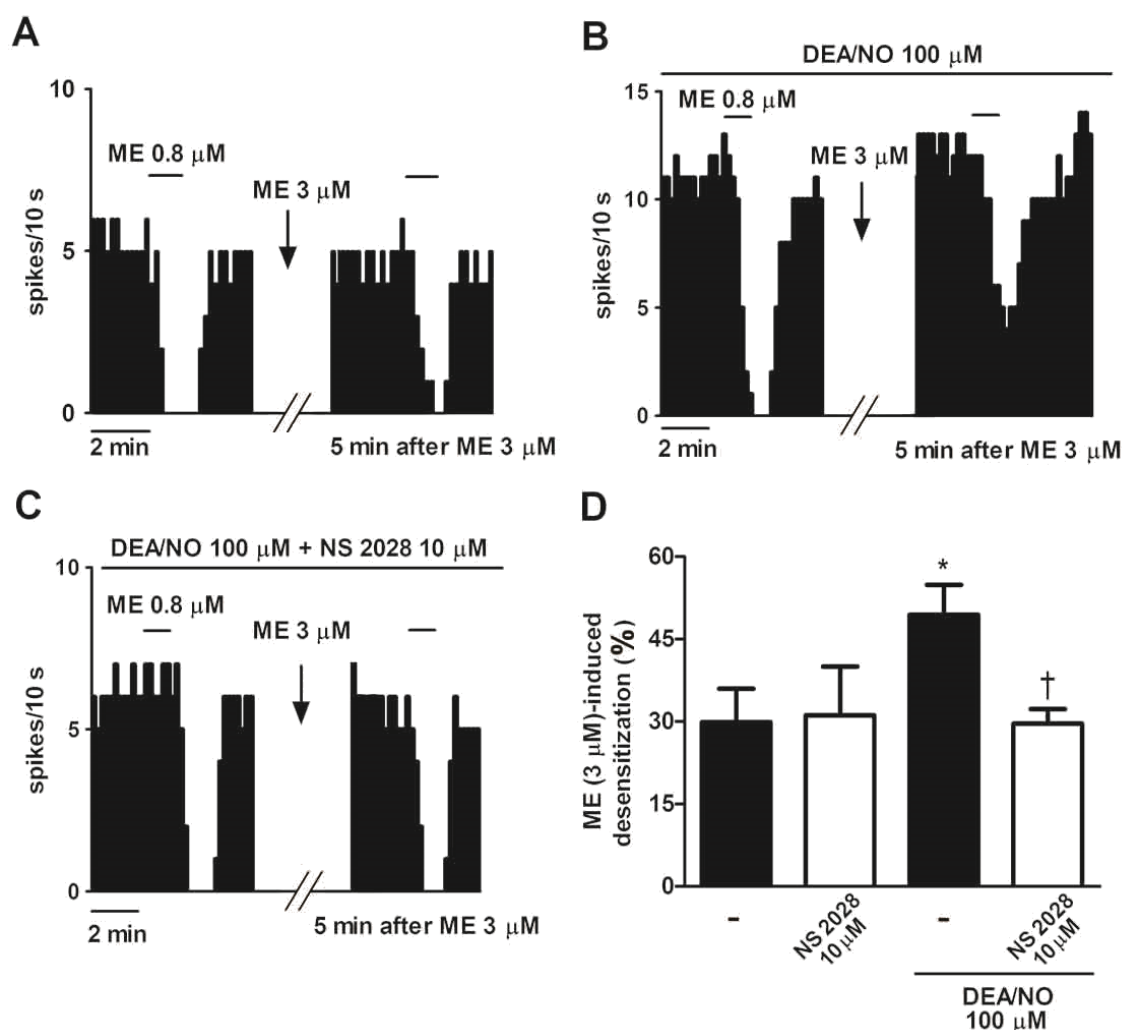 A
10
5
0
spikes/10 s
ME 0.8 µM
ME 3 µM
2 min
5 min after ME 3 µM
B
DEA/NO 100 µM
15
10
5
0
spikes/10 s
ME 0.8 µM
ME 3 µM
2 min
5 min after ME 3 µM
C
DEA/NO 100 µM + NS 2028 10 µM
10
5
0
spikes/10 s
ME 0.8 µM
ME 3 µM
2 min
5 min after ME 3 µM
D
60
45
30
15
0
ME (3 µM)-induced
desensitization (%)
*
†
-
NS 2028
10 µM
-
NS 2028
10 µM
DEA/NO
100 µM